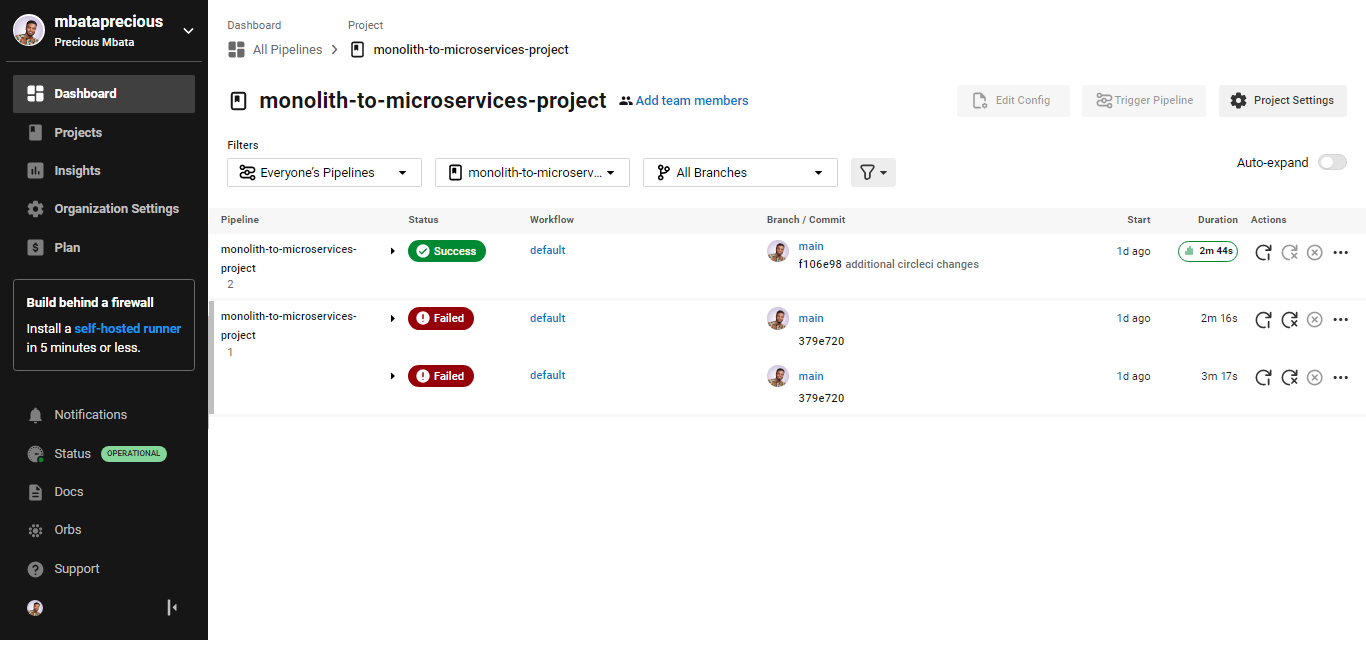 mbataprecious
Precious Mbata
Dashboard
Projects
Insights
Organization Settings
Plan
Build behind a firewall
Install a self-hosted runner
in 5 minutes or less.
Notifications
Status OPERATIONAL
Docs
Orbs
Support
Dashboard Project
All Pipelines monolith-to-microservices-project
monolith-to-microservices-project Add team members
Edit Config Trigger Pipeline Project Settings
Filters
Everyone's Pipelines monolith-to-microserv... All Branches
Auto-expand
Pipeline Status Workflow Branch / Commit Start Duration Actions
monolith-to-microservices-
project
2
Success default main 1d ago 2m 44s
f106e98 additional circleci changes
monolith-to-microservices-
project
1
Failed default main 1d ago 2m 16s
379e720
Failed default main 1d ago 3m 17s
379e720